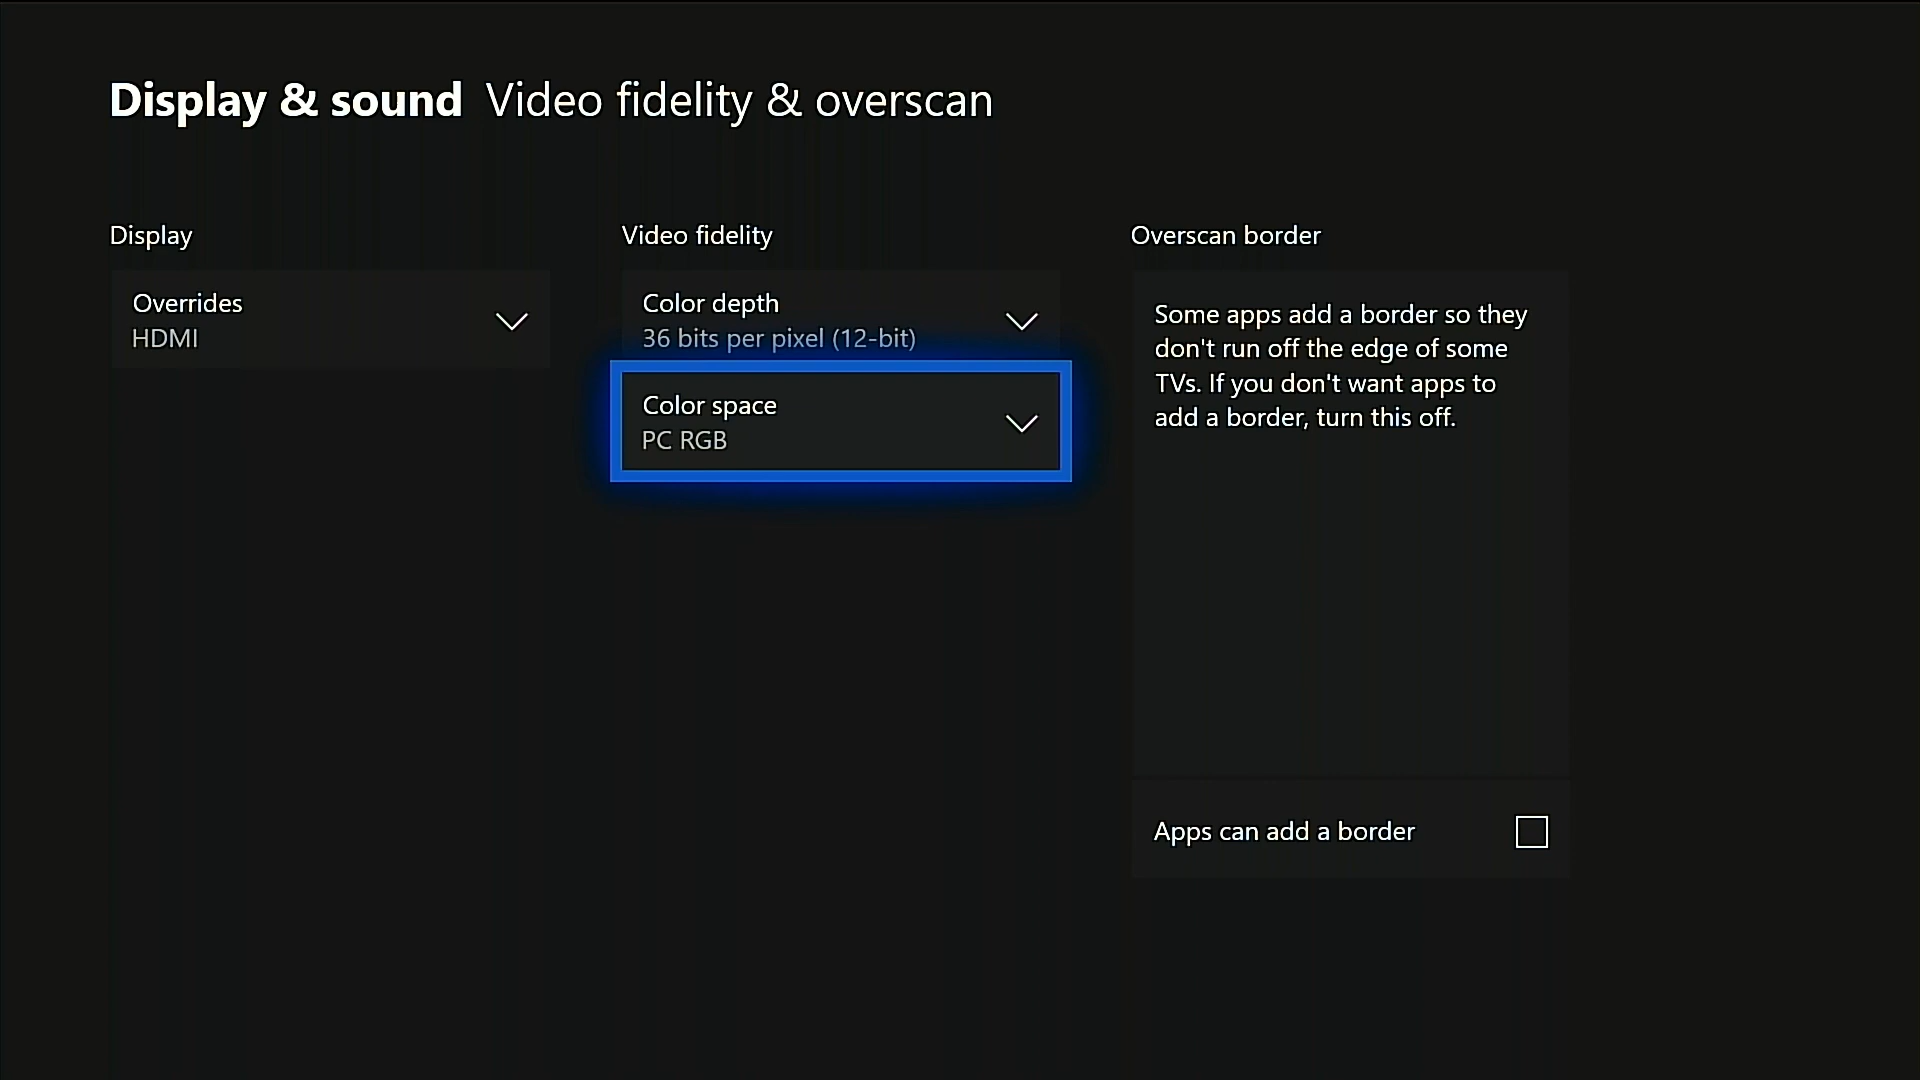 Display & sound Video fidelity & overscan
Display
Overrides
HDMI
Video fidelity
Color depth
36 bits per pixel (12-bit)
Color space
PC RGB
Overscan border
Some apps add a border so they
don't run off the edge of some
TVs. If you don't want apps to
add a border, turn this off.
Apps can add a border